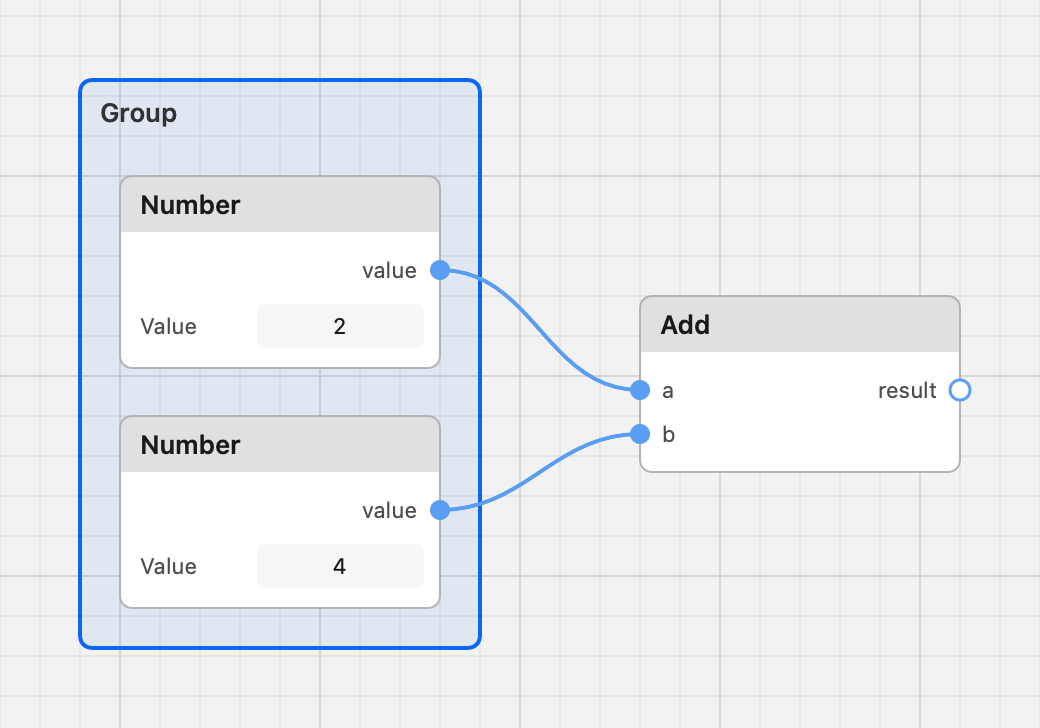 Group
Number
value
Value 2
Number
value
Value 4
Add
a result
b